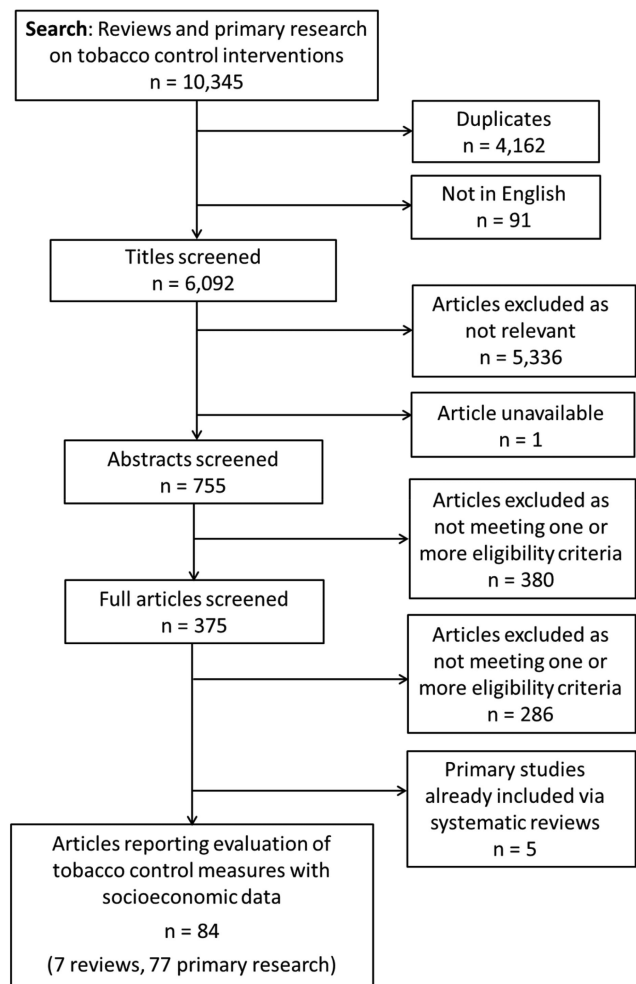 Search: Reviews and primary research
on tobacco control interventions
n = 10,345
Duplicates
n = 4,162
Not in English
n = 91
Titles screened
n = 6,092
Articles excluded as
not relevant
n = 5,336
Article unavailable
n = 1
Abstracts screened
n = 755
Articles excluded as
not meeting one or
more eligibility criteria
n = 380
Full articles screened
n = 375
Articles excluded as
not meeting one or
more eligibility criteria
n = 286
Primary studies
already included via
systematic reviews
n = 5
Articles reporting evaluation of
tobacco control measures with
socioeconomic data
n = 84
(7 reviews, 77 primary research)